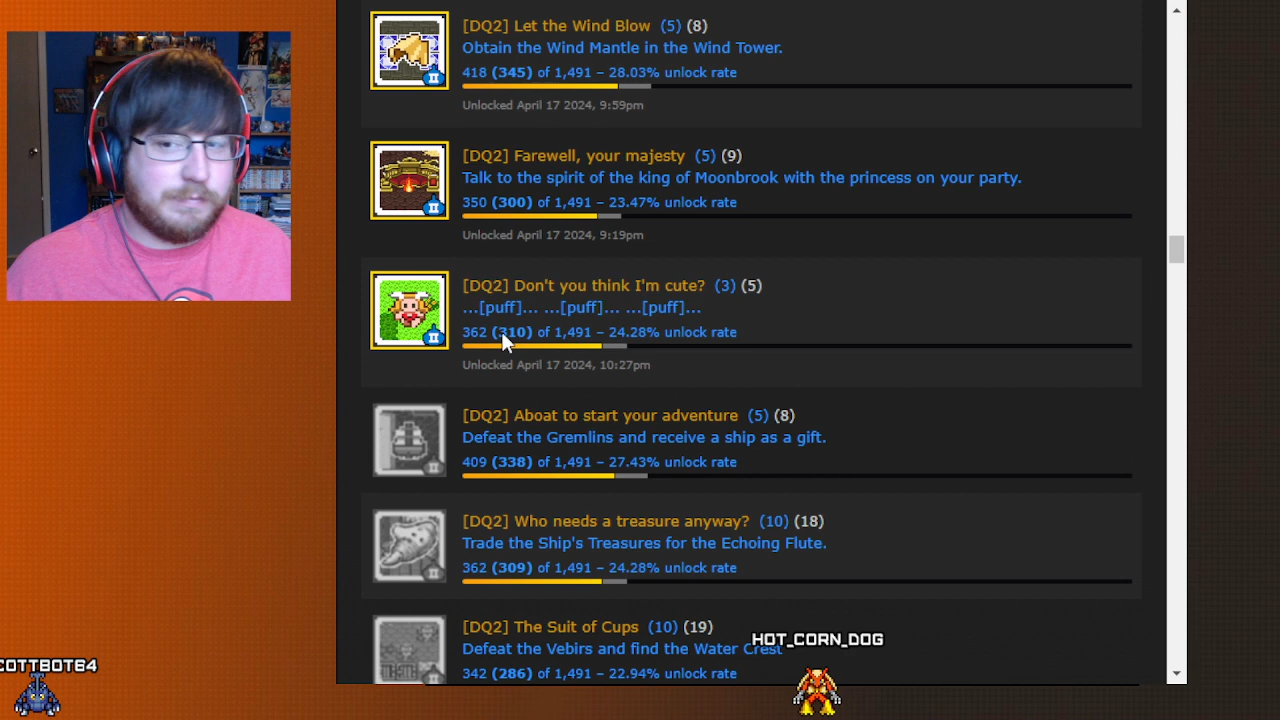 [DQ2] Let the Wind Blow (5) (8)
Obtain the Wind Mantle in the Wind Tower.
418 (345) of 1,491 – 28.03% unlock rate
Unlocked April 17 2024, 9:59pm
[DQ2] Farewell, your majesty (5) (9)
Talk to the spirit of the king of Moonbrook with the princess on your party.
350 (300) of 1,491 – 23.47% unlock rate
Unlocked April 17 2024, 9:19pm
[DQ2] Don't you think I'm cute? (3) (5)
...[puff]... ...[puff]... ...[puff]...
362 (310) of 1,491 – 24.28% unlock rate
Unlocked April 17 2024, 10:27pm
[DQ2] Aboat to start your adventure (5) (8)
Defeat the Gremlins and receive a ship as a gift.
409 (338) of 1,491 – 27.43% unlock rate
[DQ2] Who needs a treasure anyway? (10) (18)
Trade the Ship's Treasures for the Echoing Flute.
362 (309) of 1,491 – 24.28% unlock rate
[DQ2] The Suit of Cups (10) (19)
Defeat the Vebirs and find the Water Crest
342 (286) of 1,491 – 22.94% unlock rate
HOT_CORN_DOG
COTTBOT64
II
II
II
II
II